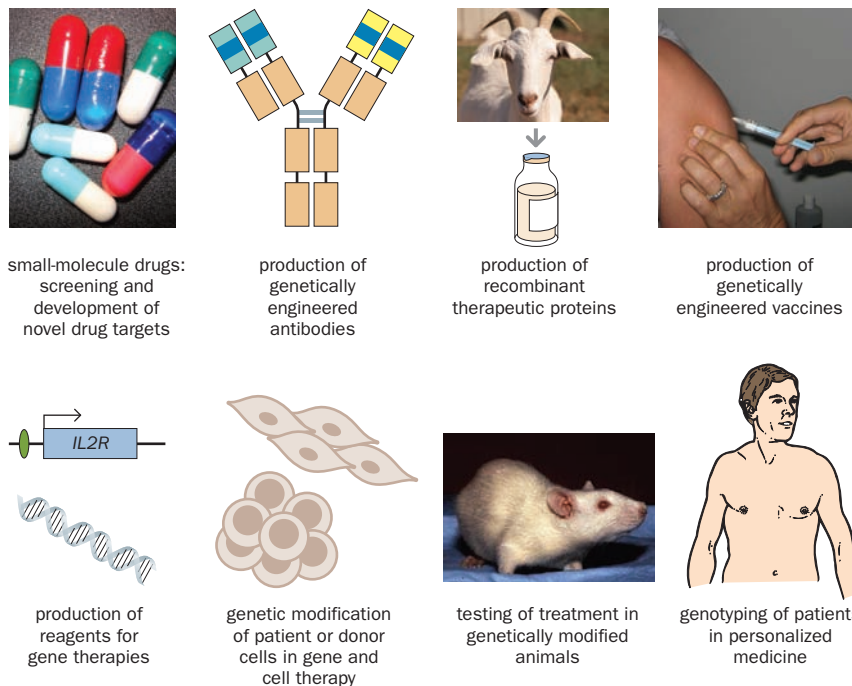 small-molecule drugs:
screening and
development of
novel drug targets
production of
genetically
engineered
antibodies
production of
recombinant
therapeutic proteins
production of
genetically
engineered vaccines
IL2R
production of
reagents for
gene therapies
genetic modification
of patient or donor
cells in gene and
cell therapy
testing of treatment in
genetically modified
animals
genotyping of patient
in personalized
medicine